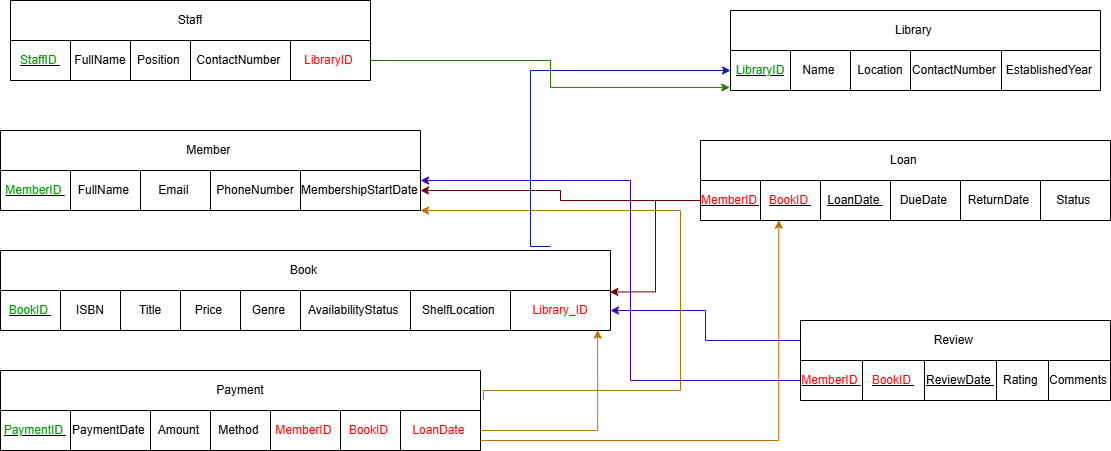 Staff
StaffID FullName Position ContactNumber LibraryID
Library
LibraryID Name Location ContactNumber EstablishedYear
Member
MemberID FullName Email PhoneNumber MembershipStartDate
Loan
MemberID BookID LoanDate DueDate ReturnDate Status
Book
BookID ISBN Title Price Genre AvailabilityStatus ShelfLocation Library_ID
Review
MemberID BookID ReviewDate Rating Comments
Payment
PaymentID PaymentDate Amount Method MemberID BookID LoanDate